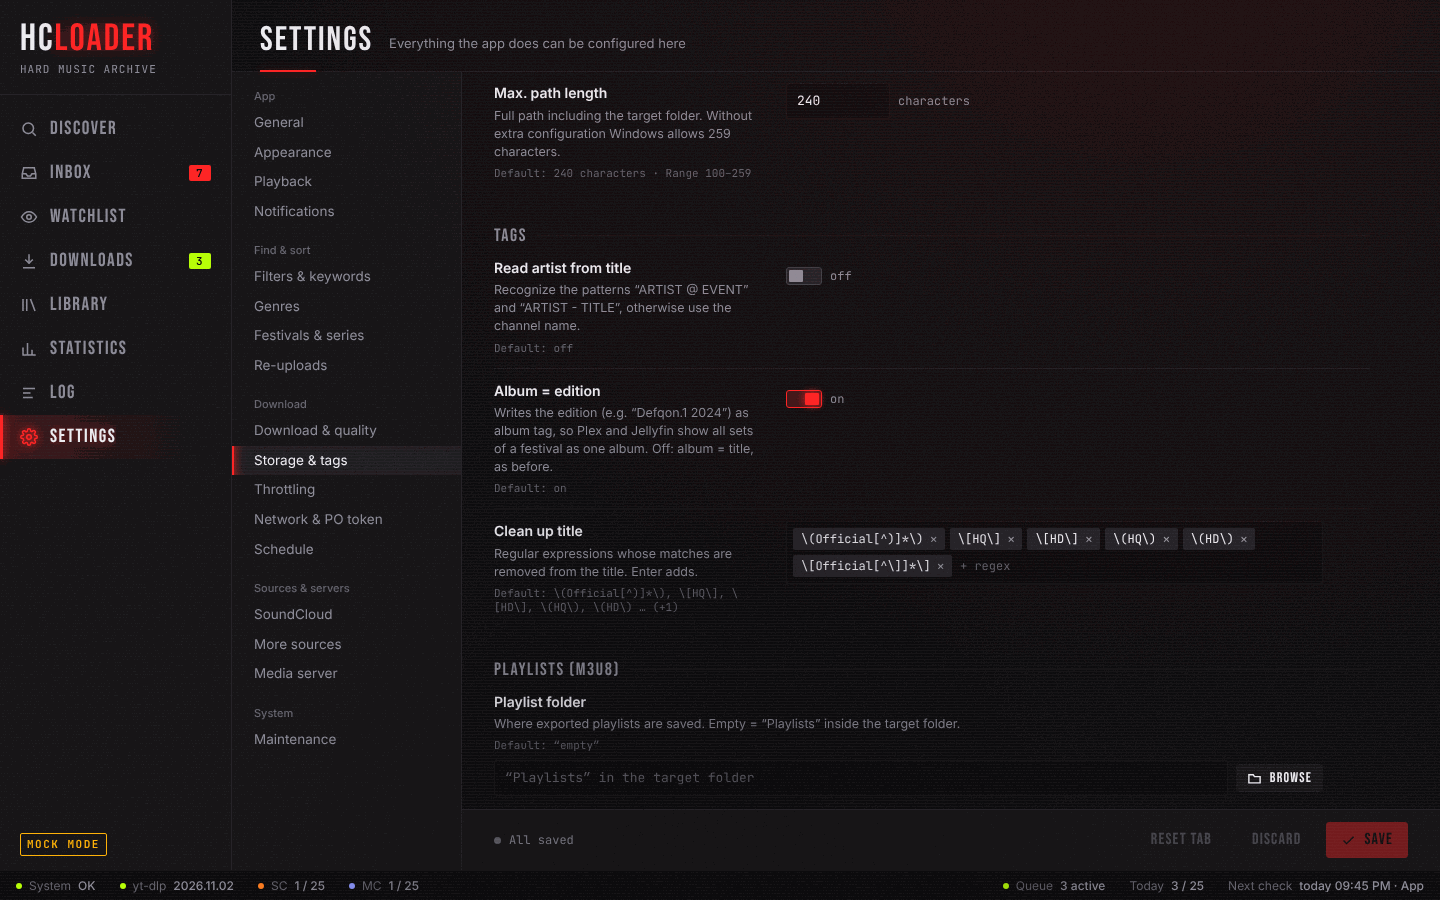 HCLOADER
HARD MUSIC ARCHIVE
DISCOVER
INBOX 7
WATCHLIST
DOWNLOADS 3
LIBRARY
STATISTICS
LOG
SETTINGS
MOCK MODE
SETTINGS Everything the app does can be configured here
App
General
Appearance
Playback
Notifications
Find & sort
Filters & keywords
Genres
Festivals & series
Re-uploads
Download
Download & quality
Storage & tags
Throttling
Network & PO token
Schedule
Sources & servers
SoundCloud
More sources
Media server
System
Maintenance
Max. path length
Full path including the target folder. Without
extra configuration Windows allows 259
characters.
Default: 240 characters · Range 100–259
240 characters
TAGS
Read artist from title
Recognize the patterns “ARTIST @ EVENT”
and “ARTIST - TITLE”, otherwise use the
channel name.
Default: off
off
Album = edition
Writes the edition (e.g. “Defqon.1 2024”) as
album tag, so Plex and Jellyfin show all sets
of a festival as one album. Off: album = title,
as before.
Default: on
on
Clean up title
Regular expressions whose matches are
removed from the title. Enter adds.
Default: \(Official[^)]*\), \[HQ\], \
[HD\], \(HQ\), \(HD\) … (+1)
\(Official[^)]*\) × \[HQ\] × \[HD\] × \(HQ\) × \(HD\) ×
\[Official[^\]]*\] × + regex
PLAYLISTS (M3U8)
Playlist folder
Where exported playlists are saved. Empty = “Playlists” inside the target folder.
Default: “empty”
“Playlists” in the target folder BROWSE
All saved RESET TAB DISCARD SAVE
System OK yt-dlp 2026.11.02 SC 1 / 25 MC 1 / 25 Queue 3 active Today 3 / 25 Next check today 09:45 PM · App